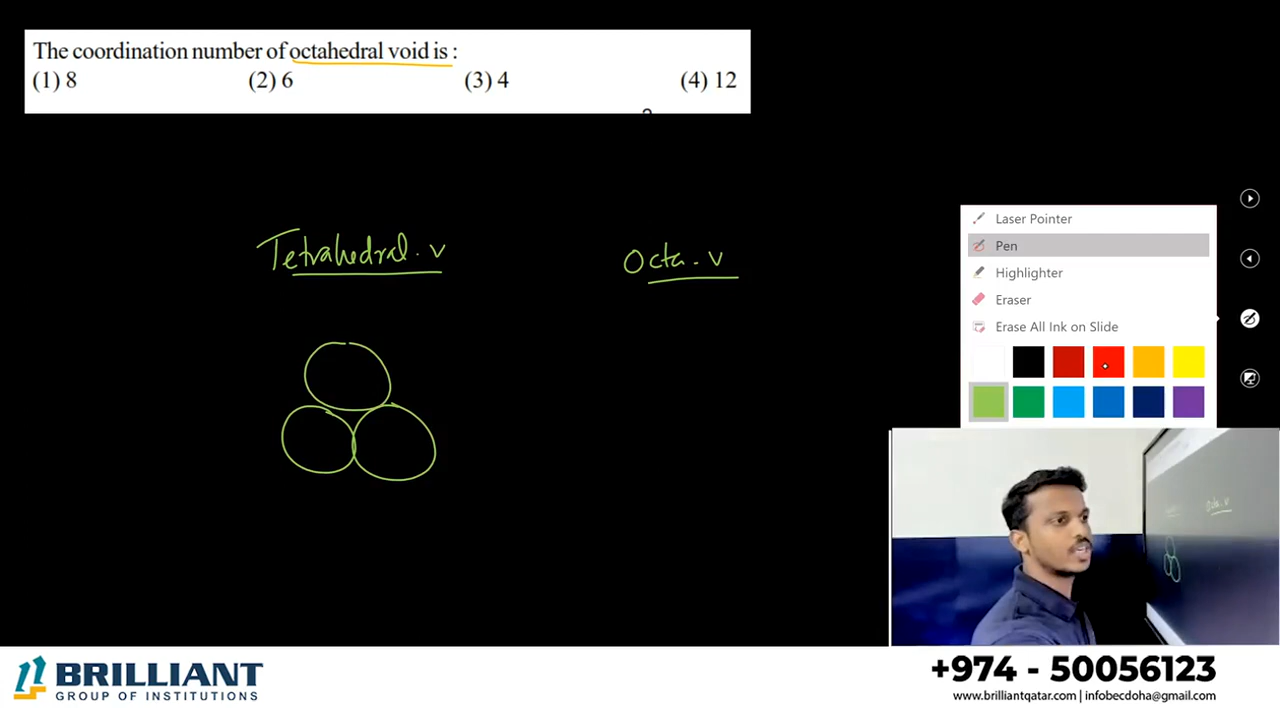 The coordination number of octahedral void is :
(1) 8 (2) 6 (3) 4 (4) 12
Tetrahedral. v
Octa. v
Laser Pointer
Pen
Highlighter
Eraser
Erase All Ink on Slide
Octa. v
BRILLIANT
GROUP OF INSTITUTIONS
+974 - 50056123
www.brilliantqatar.com | infobecdoha@gmail.com